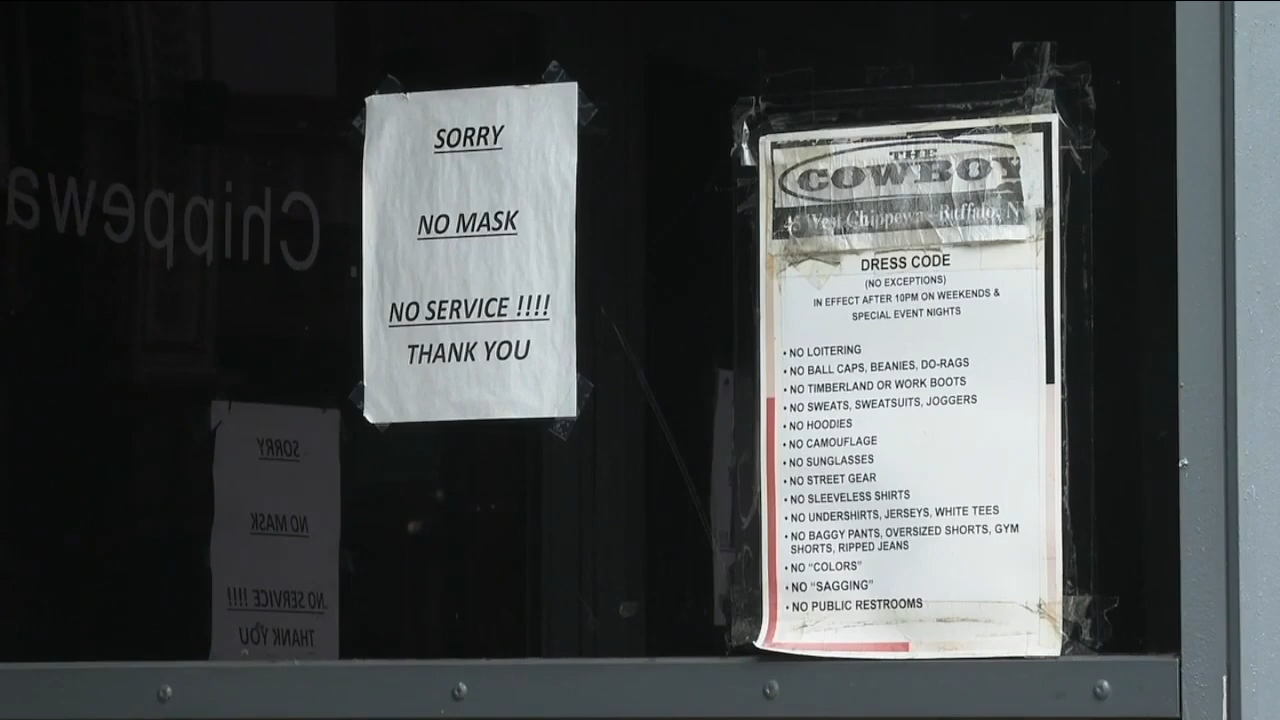 Chippewa
SORRY
NO MASK
NO SERVICE !!!!
THANK YOU
SORRY
NO MASK
NO SERVICE !!!!
THANK YOU
THE
COWBOY
West Chippewa - Buffalo, N
DRESS CODE
(NO EXCEPTIONS)
IN EFFECT AFTER 10PM ON WEEKENDS &
SPECIAL EVENT NIGHTS
• NO LOITERING
• NO BALL CAPS, BEANIES, DO-RAGS
• NO TIMBERLAND OR WORK BOOTS
• NO SWEATS, SWEATSUITS, JOGGERS
• NO HOODIES
• NO CAMOUFLAGE
• NO SUNGLASSES
• NO STREET GEAR
• NO SLEEVELESS SHIRTS
• NO UNDERSHIRTS, JERSEYS, WHITE TEES
• NO BAGGY PANTS, OVERSIZED SHORTS, GYM
SHORTS, RIPPED JEANS
• NO “COLORS”
• NO “SAGGING”
• NO PUBLIC RESTROOMS